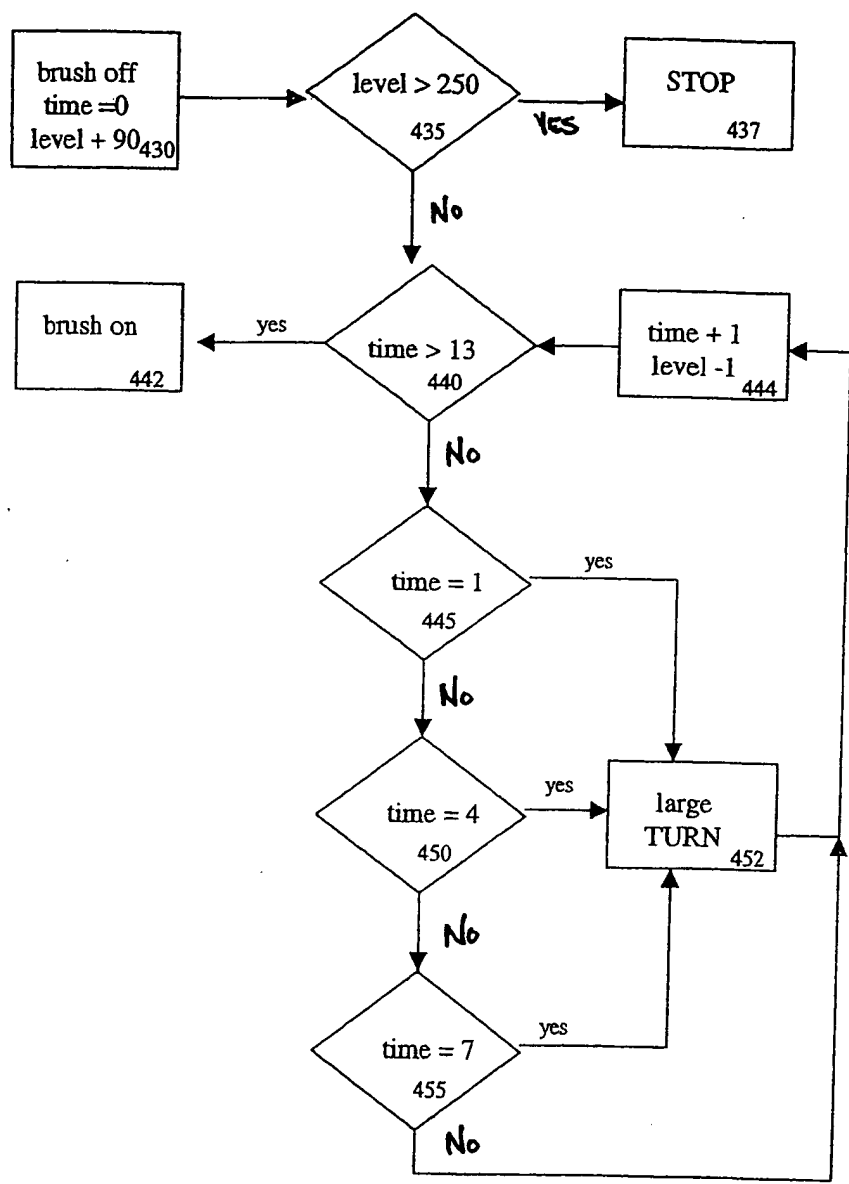 brush off
time =0
level + 90 430
level > 250
435
YES
STOP
437
No
brush on
442
yes
time > 13
440
time + 1
level -1
444
No
time = 1
445
yes
No
time = 4
450
yes
large
TURN
452
No
time = 7
455
yes
No